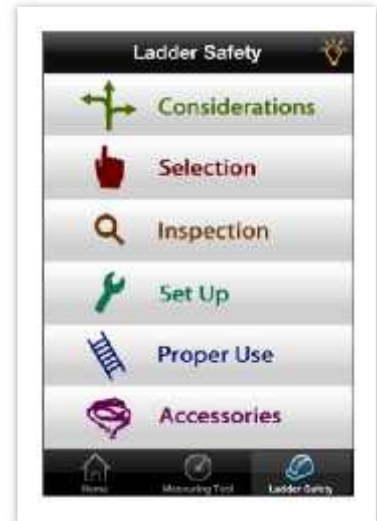 Ladder Safety
Considerations
Selection
Inspection
Set Up
Proper Use
Accessories
Home
Measuring Tool
Ladder Safety